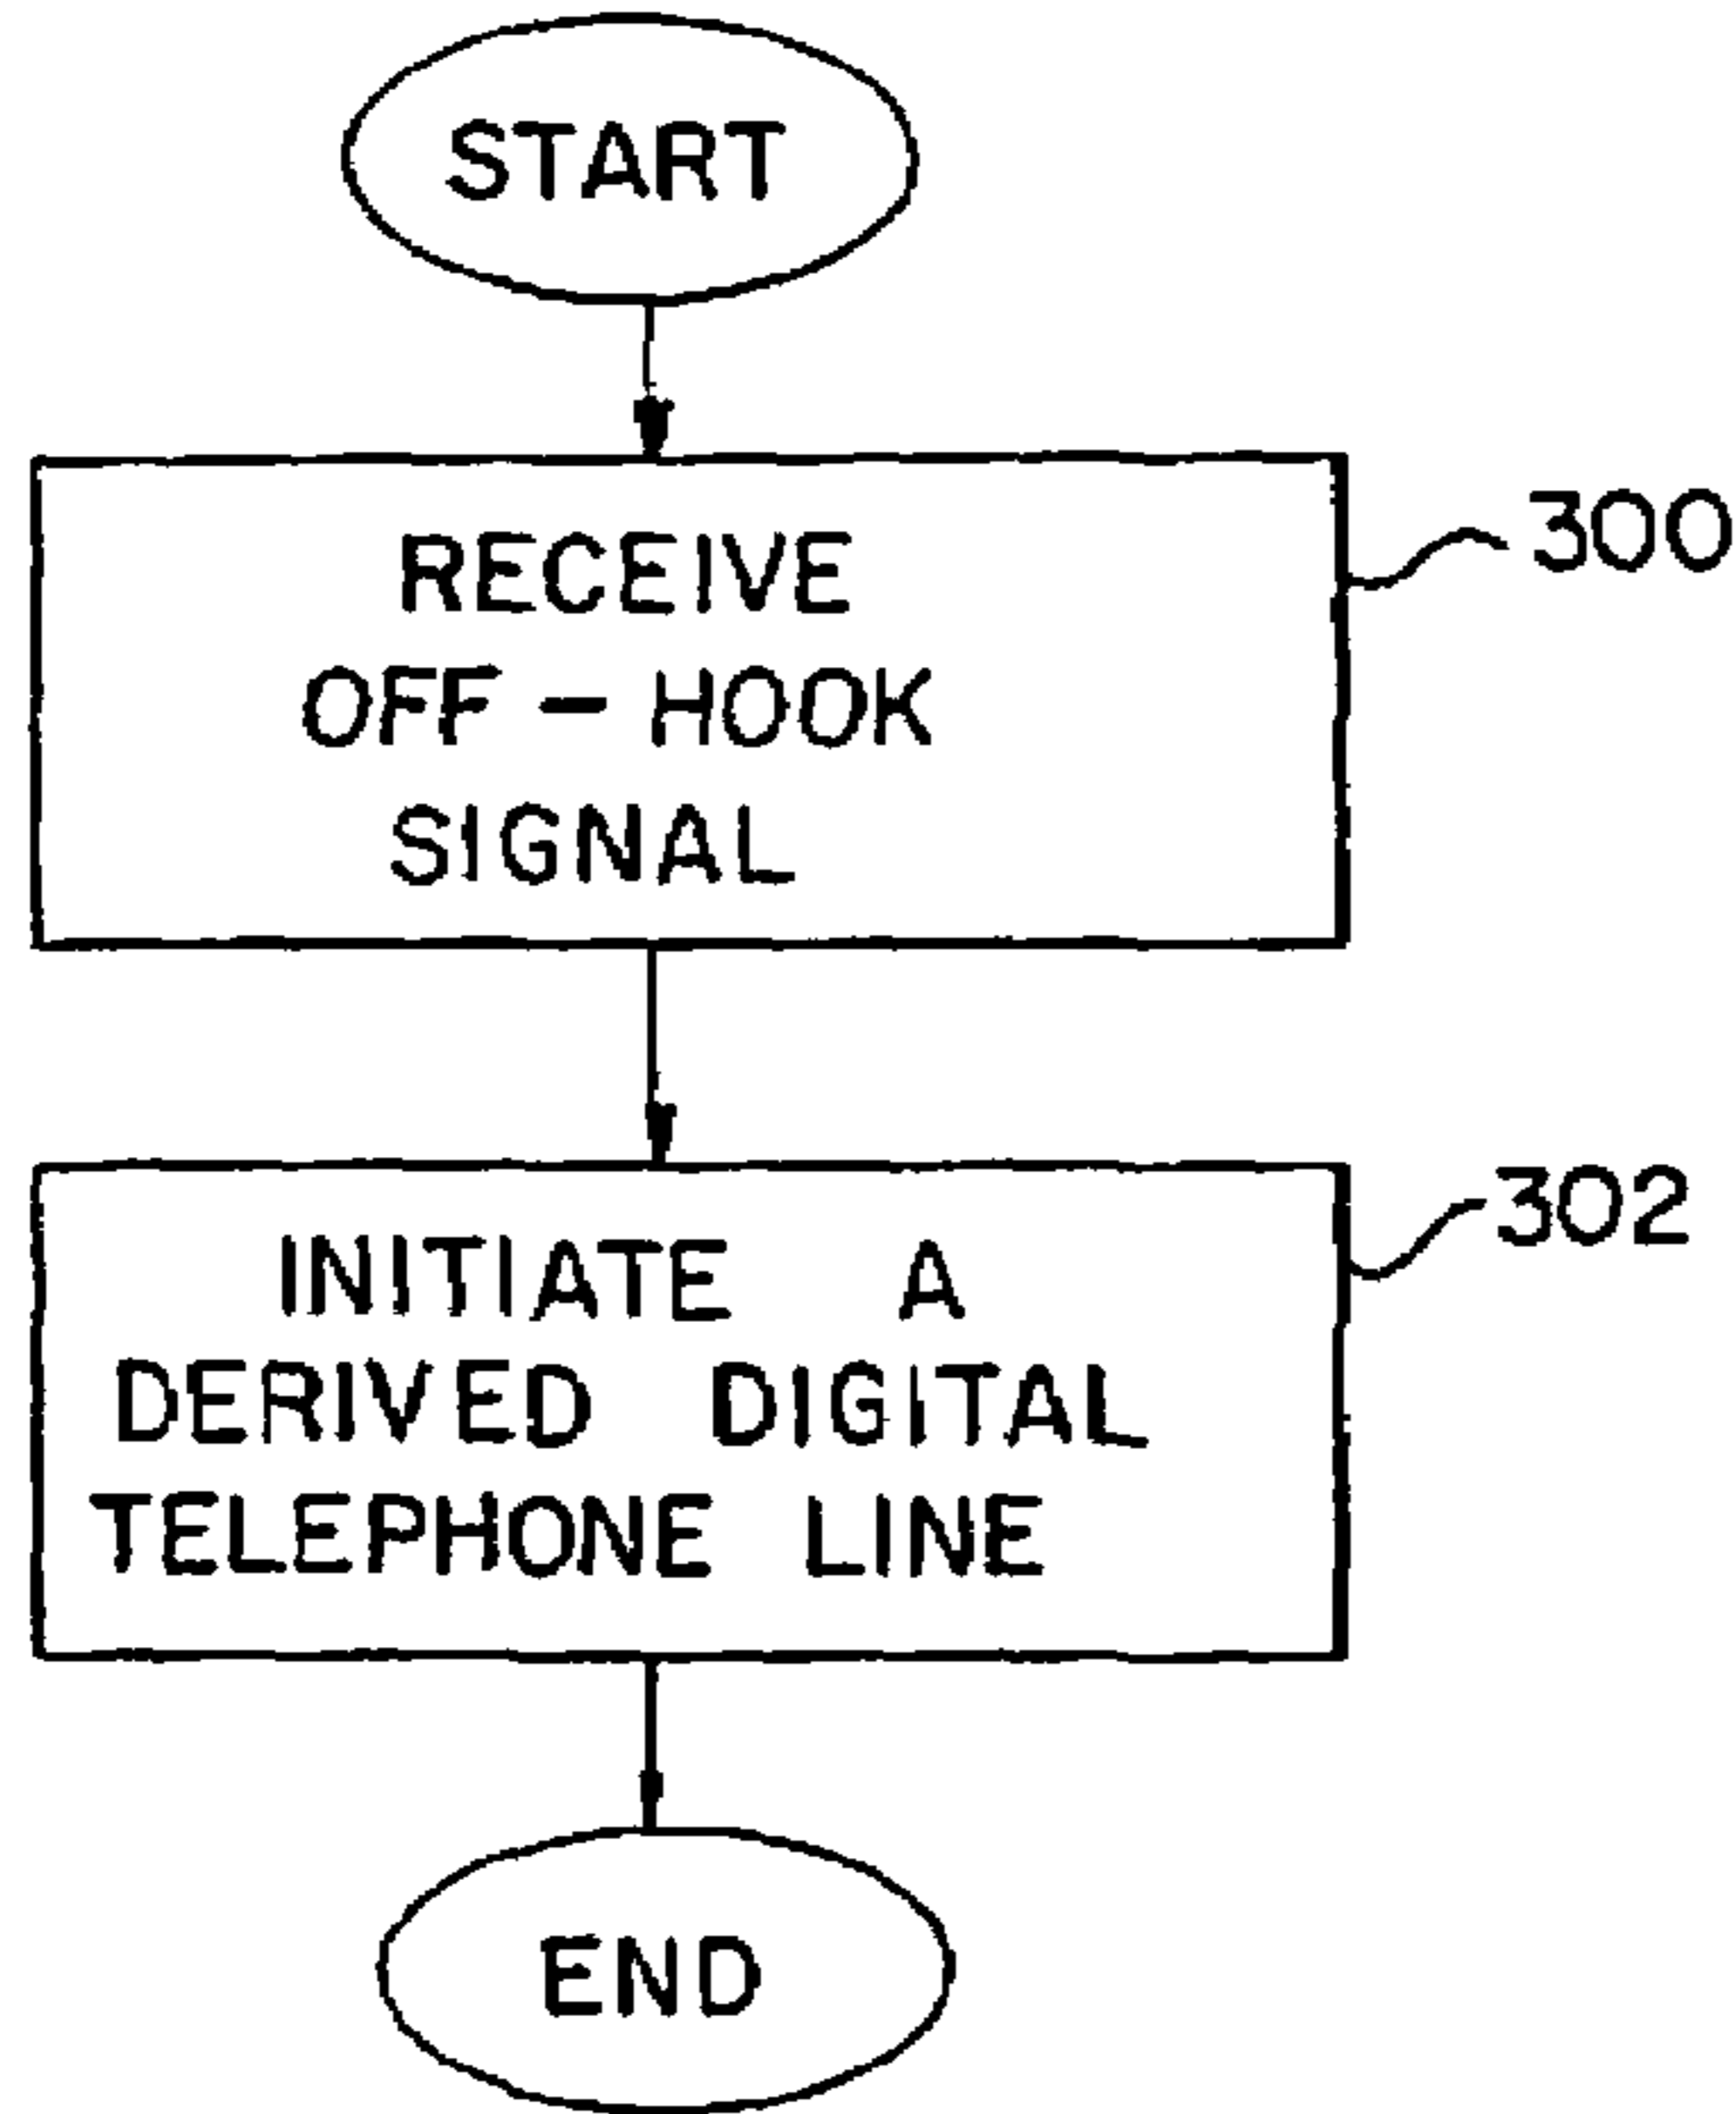 START
RECEIVE
300
OFF-HOOK
SIGNAL
INITIATE A
302
DERIVED DIGITAL
TELEPHONE LINE
END